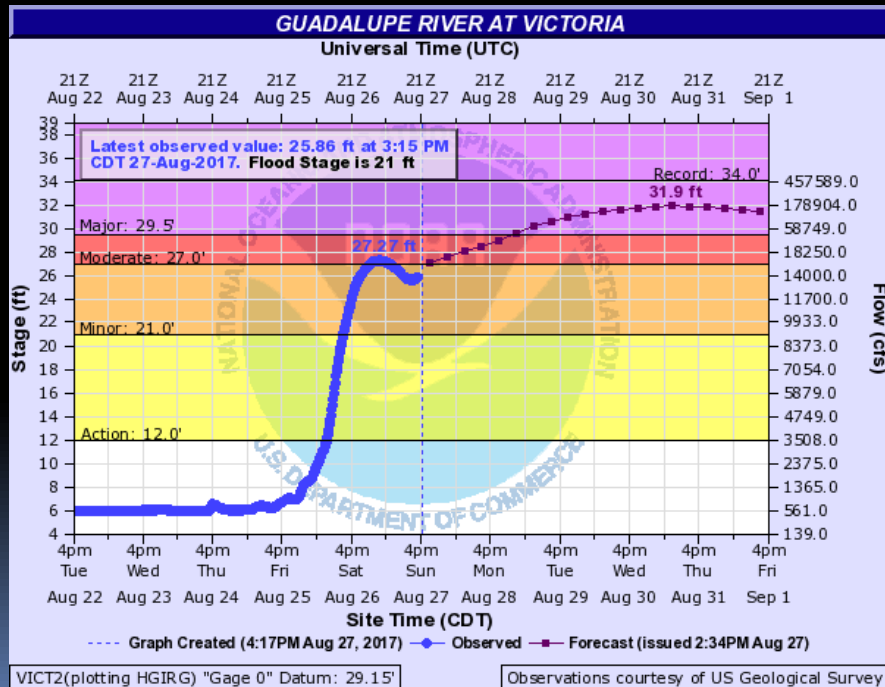 GUADALUPE RIVER AT VICTORIA
Universal Time (UTC)
21Z 21Z 21Z 21Z 21Z 21Z 21Z 21Z 21Z 21Z 21Z
Aug 22 Aug 23 Aug 24 Aug 25 Aug 26 Aug 27 Aug 28 Aug 29 Aug 30 Aug 31 Sep 1
Latest observed value: 25.86 ft at 3:15 PM
CDT 27-Aug-2017. Flood Stage is 21 ft
Record: 34.0'
31.9 ft
Major: 29.5'
27.27 ft
Moderate: 27.0'
Minor: 21.0'
Action: 12.0'
Stage (ft)
39
38
36
34
32
30
28
26
24
22
20
18
16
14
12
10
8
6
4
Flow (cfs)
457589.0
178904.0
58749.0
18250.0
14000.0
11700.0
9933.0
8373.0
7054.0
5879.0
4749.0
3508.0
2375.0
1365.0
561.0
139.0
NATIONAL OCEANIC AND ATMOSPHERIC ADMINISTRATION
U.S. DEPARTMENT OF COMMERCE
4pm 4pm 4pm 4pm 4pm 4pm 4pm 4pm 4pm 4pm 4pm
Tue Wed Thu Fri Sat Sun Mon Tue Wed Thu Fri
Aug 22 Aug 23 Aug 24 Aug 25 Aug 26 Aug 27 Aug 28 Aug 29 Aug 30 Aug 31 Sep 1
Site Time (CDT)
Graph Created (4:17PM Aug 27, 2017) Observed Forecast (issued 2:34PM Aug 27)
VICT2(plotting HGIRG) "Gage 0" Datum: 29.15'
Observations courtesy of US Geological Survey